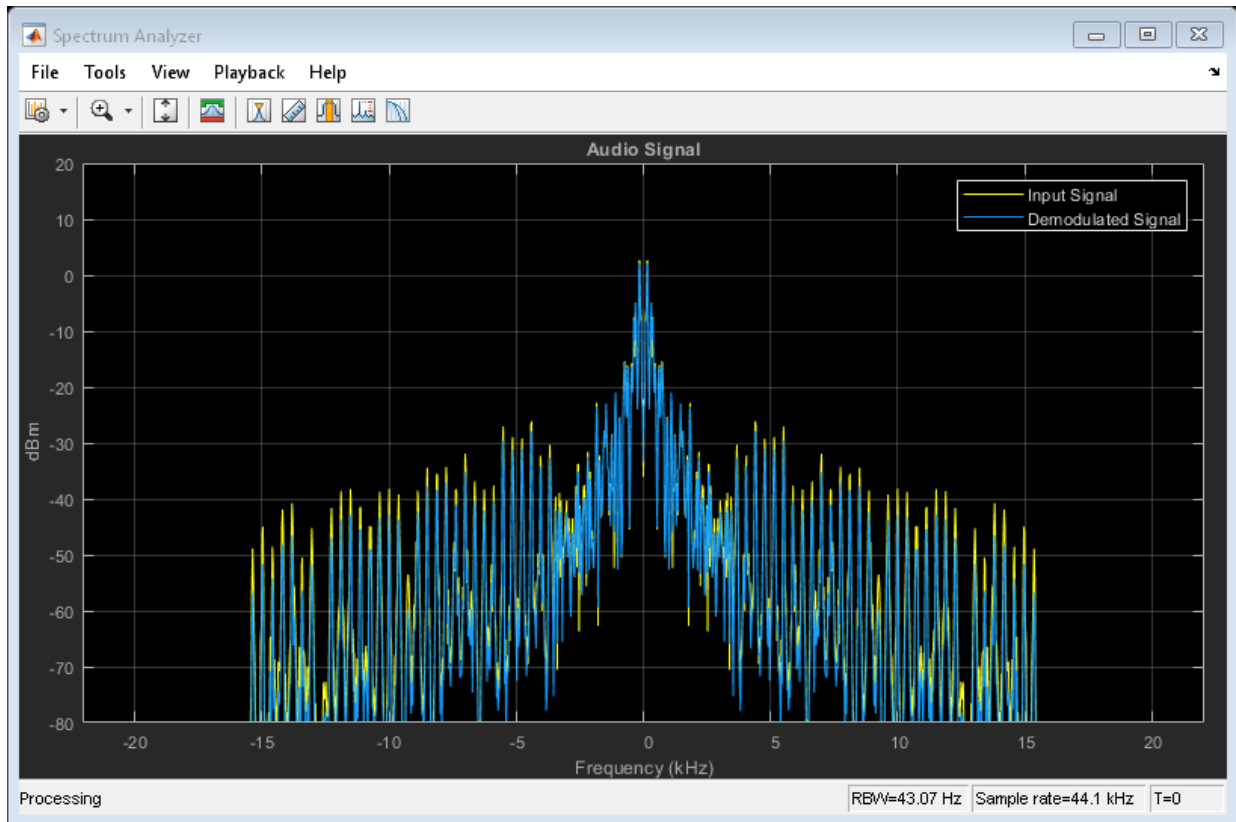 Spectrum Analyzer
File Tools View Playback Help
Audio Signal
20
10
0
-10
-20
-30
-40
-50
-60
-70
-80
dBm
Input Signal
Demodulated Signal
-20 -15 -10 -5 0 5 10 15 20
Frequency (kHz)
Processing RBW=43.07 Hz Sample rate=44.1 kHz T=0